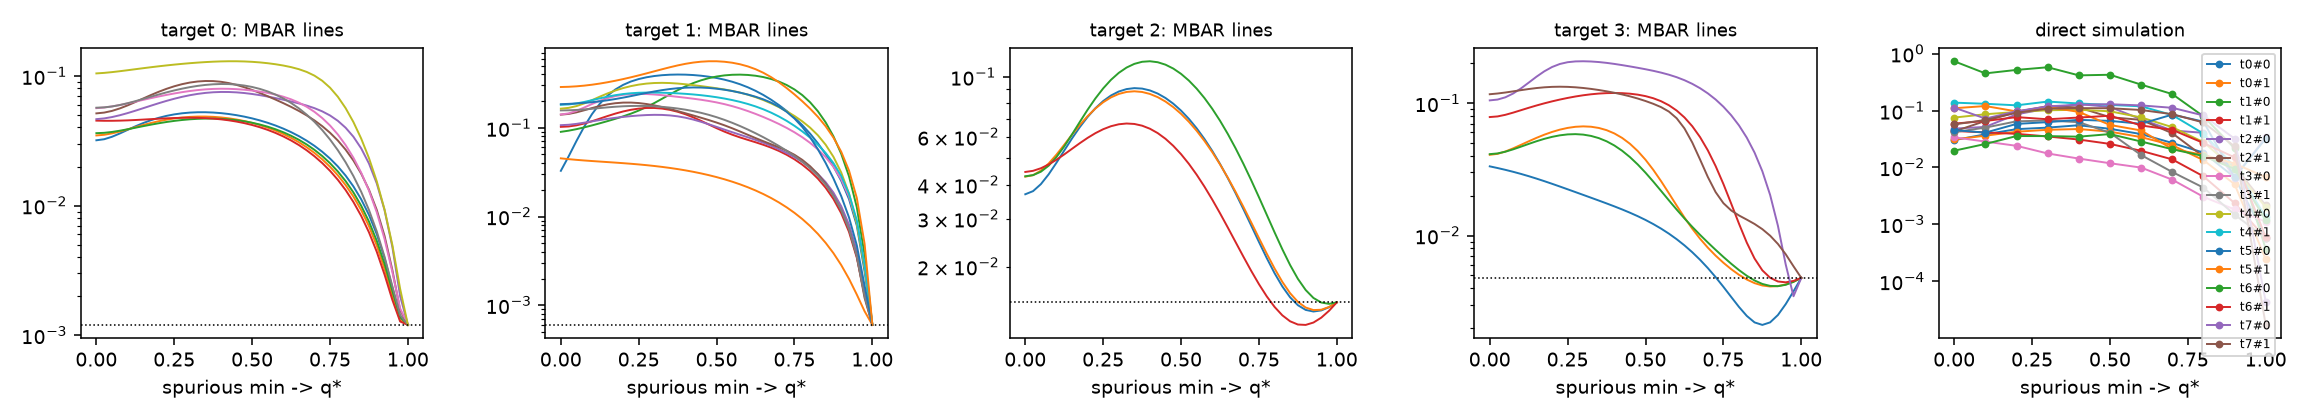 target 0: MBAR lines
10⁻¹
10⁻²
10⁻³
0.00 0.25 0.50 0.75 1.00
spurious min -> q*
target 1: MBAR lines
10⁻¹
10⁻²
10⁻³
0.00 0.25 0.50 0.75 1.00
spurious min -> q*
target 2: MBAR lines
10⁻¹
6 × 10⁻²
4 × 10⁻²
3 × 10⁻²
2 × 10⁻²
0.00 0.25 0.50 0.75 1.00
spurious min -> q*
target 3: MBAR lines
10⁻¹
10⁻²
0.00 0.25 0.50 0.75 1.00
spurious min -> q*
direct simulation
10⁰
10⁻¹
10⁻²
10⁻³
10⁻⁴
t0#0
t0#1
t1#0
t1#1
t2#0
t2#1
t3#0
t3#1
t4#0
t4#1
t5#0
t5#1
t6#0
t6#1
t7#0
t7#1
0.00 0.25 0.50 0.75 1.00
spurious min -> q*